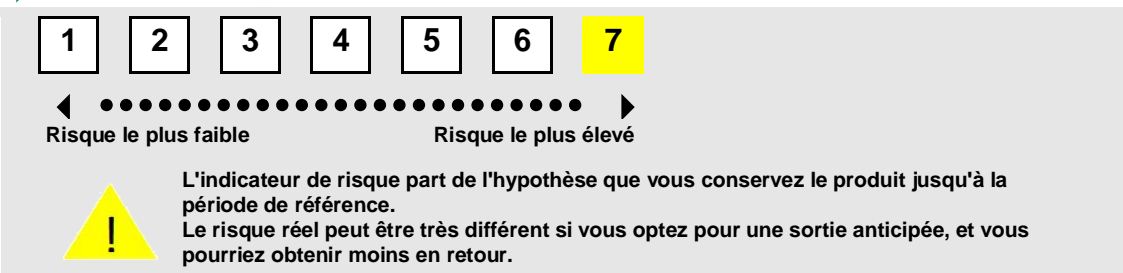 1 2 3 4 5 6 7
Risque le plus faible Risque le plus élevé
L'indicateur de risque part de l'hypothèse que vous conservez le produit jusqu'à la
période de référence.
! Le risque réel peut être très différent si vous optez pour une sortie anticipée, et vous
pourriez obtenir moins en retour.